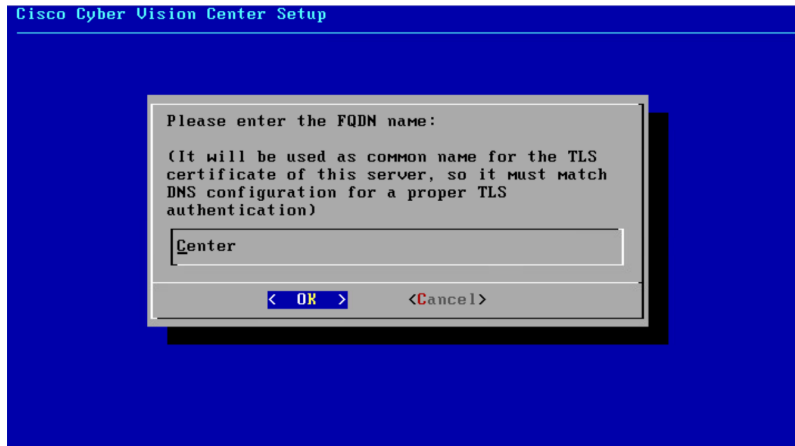 Cisco Cyber Vision Center Setup
Please enter the FQDN name:
(It will be used as common name for the TLS
certificate of this server, so it must match
DNS configuration for a proper TLS
authentication)
Center
< OK > <Cancel>